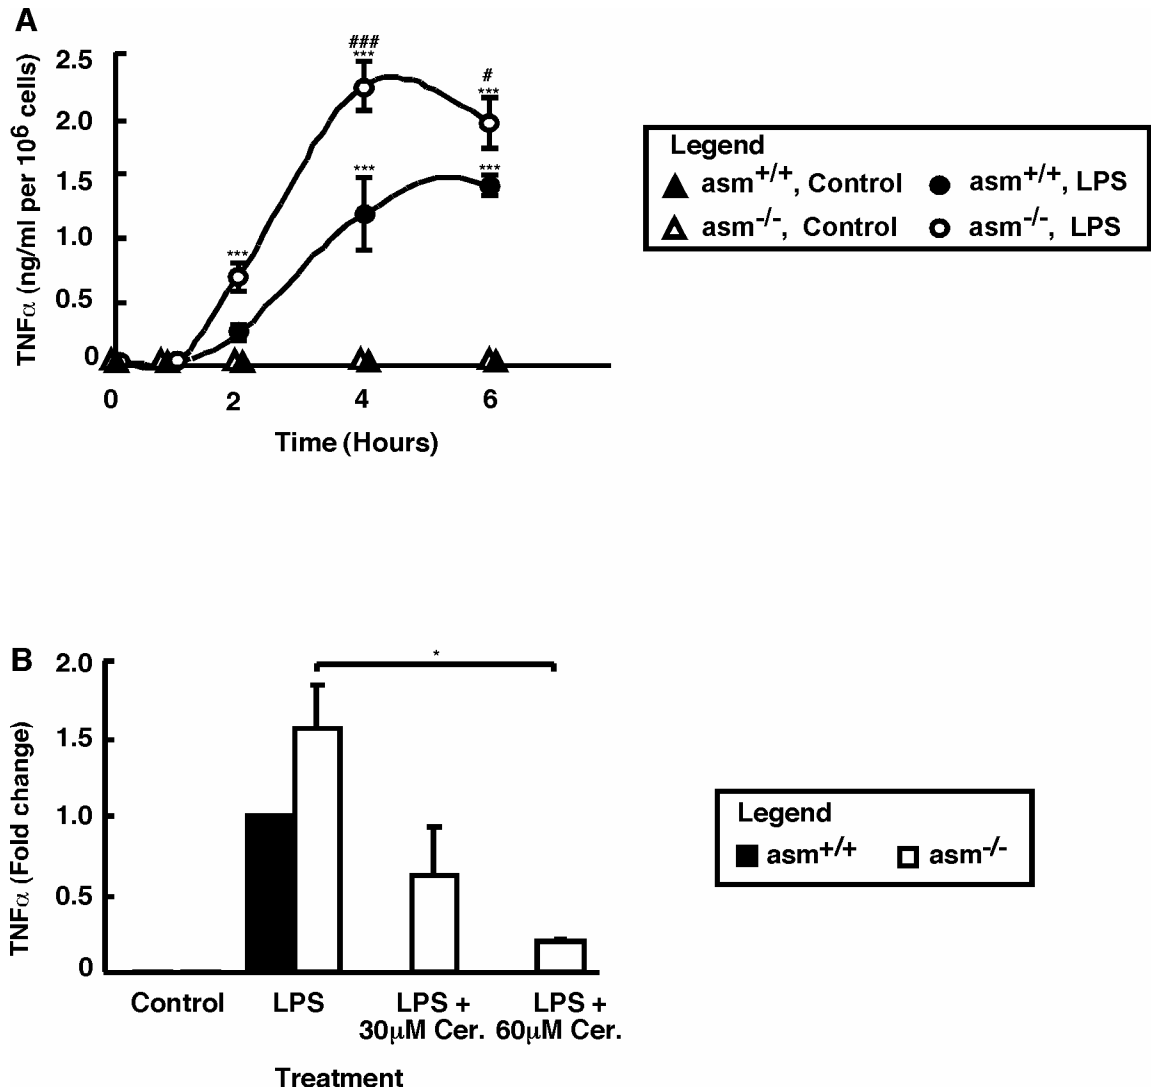 A
TNFα (ng/ml per 10⁶ cells)
2.5
2.0
1.5
1.0
0.5
0
###
***
#
***
***
***
***
0 2 4 6
Time (Hours)
Legend
asm+/+, Control
asm+/+, LPS
asm-/-, Control
asm-/-, LPS
B
TNFα (Fold change)
2.0
1.5
1.0
0.5
0
*
Control
LPS
LPS +
30μM Cer.
LPS +
60μM Cer.
Treatment
Legend
asm+/+
asm-/-